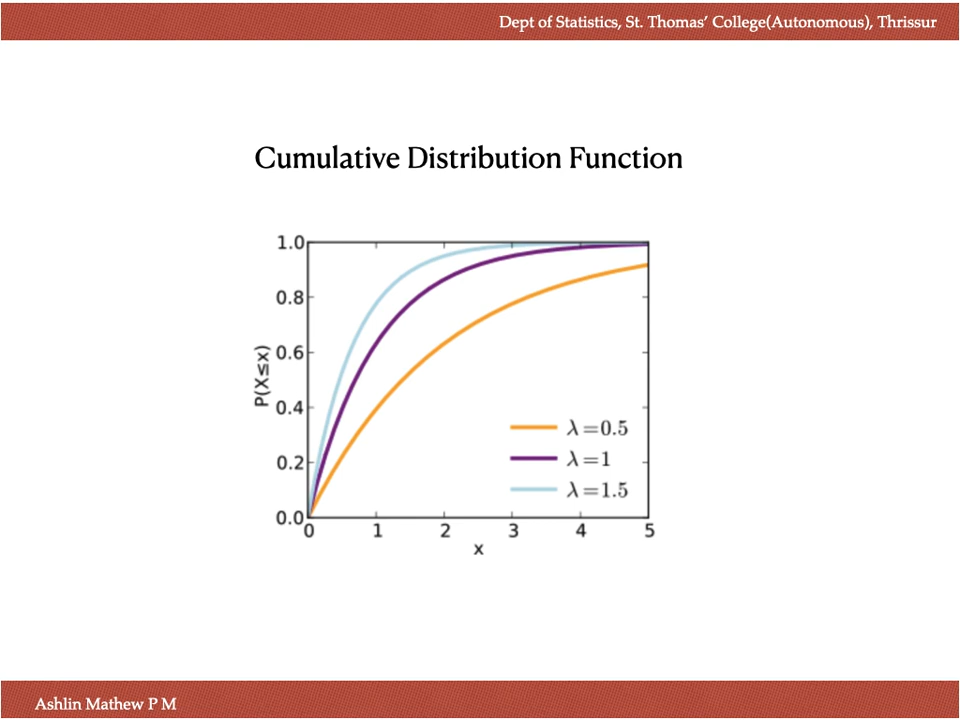 Dept of Statistics, St. Thomas’ College(Autonomous), Thrissur
Cumulative Distribution Function
1.0
0.8
0.6
0.4
0.2
0.0
P(X≤x)
λ=0.5
λ=1
λ=1.5
0 1 2 3 4 5
x
Ashlin Mathew P M